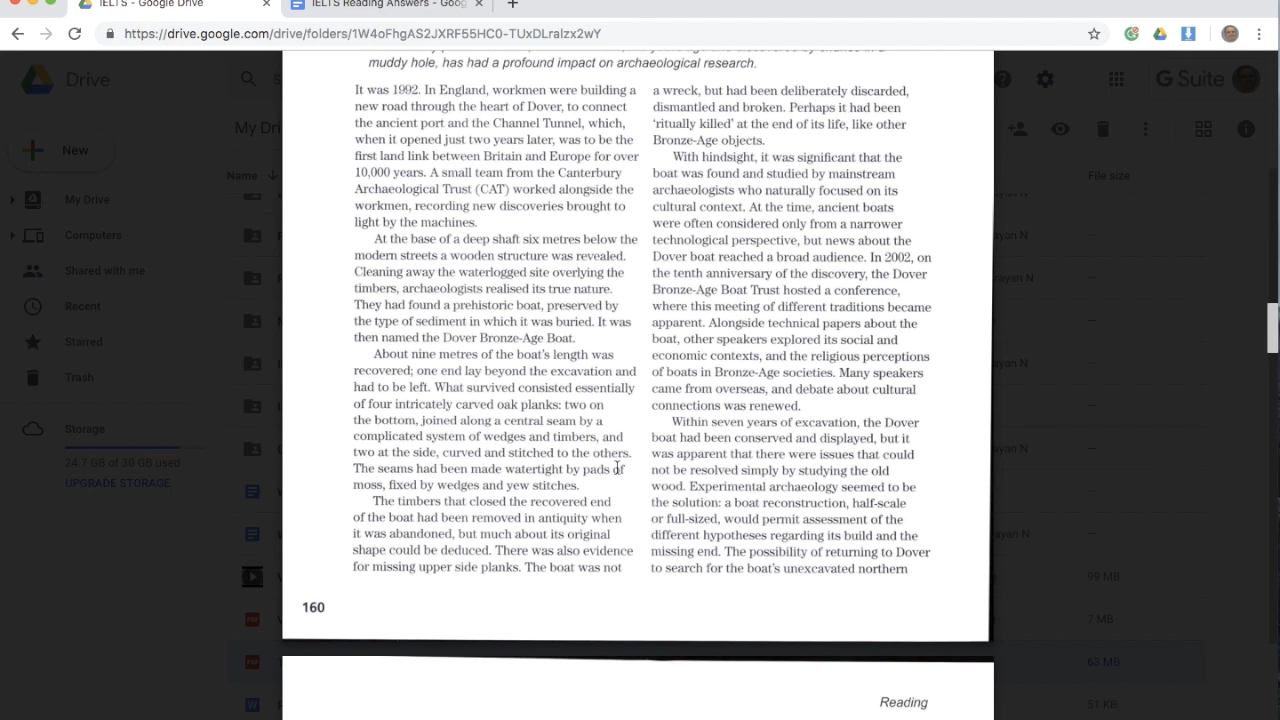 IELTS - Google Drive
IELTS Reading Answers - Goog
https://drive.google.com/drive/folders/1W4oFhgAS2JXRF55HC0-TUxDLraIzx2wY
Drive
G Suite
My Dri
New
Name
File size
My Drive
Computers
Shared with me
Recent
Starred
Trash
Storage
24.7 GB of 30 GB used
UPGRADE STORAGE
rayan N
rayan N
rayan N
rayan N
99 MB
7 MB
63 MB
51 KB
muddy hole, has had a profound impact on archaeological research.
It was 1992. In England, workmen were building a
new road through the heart of Dover, to connect
the ancient port and the Channel Tunnel, which,
when it opened just two years later, was to be the
first land link between Britain and Europe for over
10,000 years. A small team from the Canterbury
Archaeological Trust (CAT) worked alongside the
workmen, recording new discoveries brought to
light by the machines.
At the base of a deep shaft six metres below the
modern streets a wooden structure was revealed.
Cleaning away the waterlogged site overlying the
timbers, archaeologists realised its true nature.
They had found a prehistoric boat, preserved by
the type of sediment in which it was buried. It was
then named the Dover Bronze-Age Boat.
About nine metres of the boat's length was
recovered; one end lay beyond the excavation and
had to be left. What survived consisted essentially
of four intricately carved oak planks: two on
the bottom, joined along a central seam by a
complicated system of wedges and timbers, and
two at the side, curved and stitched to the others.
The seams had been made watertight by pads of
moss, fixed by wedges and yew stitches.
The timbers that closed the recovered end
of the boat had been removed in antiquity when
it was abandoned, but much about its original
shape could be deduced. There was also evidence
for missing upper side planks. The boat was not
a wreck, but had been deliberately discarded,
dismantled and broken. Perhaps it had been
'ritually killed' at the end of its life, like other
Bronze-Age objects.
With hindsight, it was significant that the
boat was found and studied by mainstream
archaeologists who naturally focused on its
cultural context. At the time, ancient boats
were often considered only from a narrower
technological perspective, but news about the
Dover boat reached a broad audience. In 2002, on
the tenth anniversary of the discovery, the Dover
Bronze-Age Boat Trust hosted a conference,
where this meeting of different traditions became
apparent. Alongside technical papers about the
boat, other speakers explored its social and
economic contexts, and the religious perceptions
of boats in Bronze-Age societies. Many speakers
came from overseas, and debate about cultural
connections was renewed.
Within seven years of excavation, the Dover
boat had been conserved and displayed, but it
was apparent that there were issues that could
not be resolved simply by studying the old
wood. Experimental archaeology seemed to be
the solution: a boat reconstruction, half-scale
or full-sized, would permit assessment of the
different hypotheses regarding its build and the
missing end. The possibility of returning to Dover
to search for the boat's unexcavated northern
160
Reading